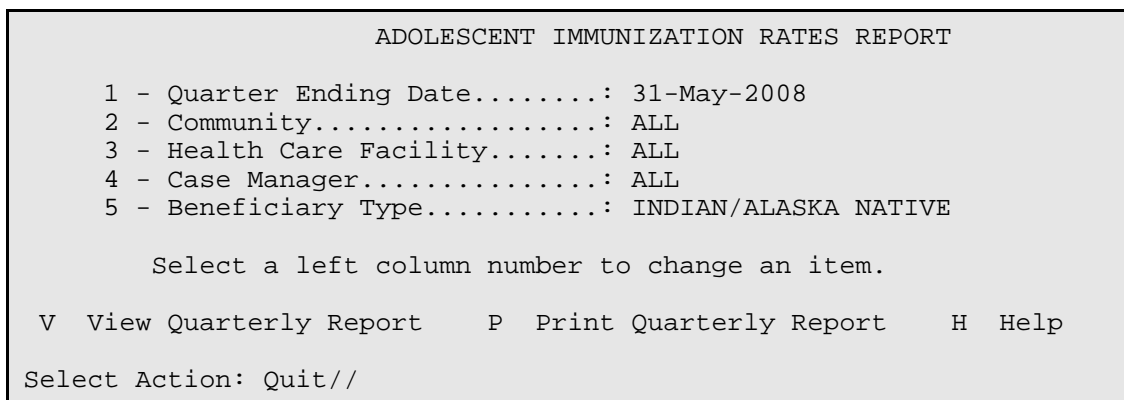 ADOLESCENT IMMUNIZATION RATES REPORT
1 - Quarter Ending Date........: 31-May-2008
2 - Community..................: ALL
3 - Health Care Facility.......: ALL
4 - Case Manager...............: ALL
5 - Beneficiary Type...........: INDIAN/ALASKA NATIVE
Select a left column number to change an item.
V  View Quarterly Report    P  Print Quarterly Report    H  Help
Select Action: Quit//